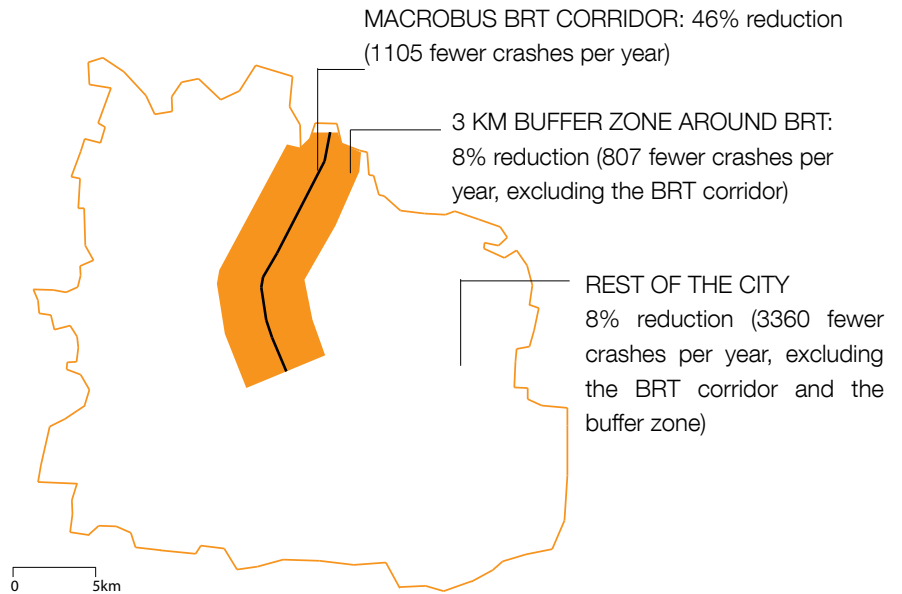 MACROBUS BRT CORRIDOR: 46% reduction
(1105 fewer crashes per year)
3 KM BUFFER ZONE AROUND BRT:
8% reduction (807 fewer crashes per
year, excluding the BRT corridor)
REST OF THE CITY
8% reduction (3360 fewer
crashes per year, excluding
the BRT corridor and the
buffer zone)
0 5km